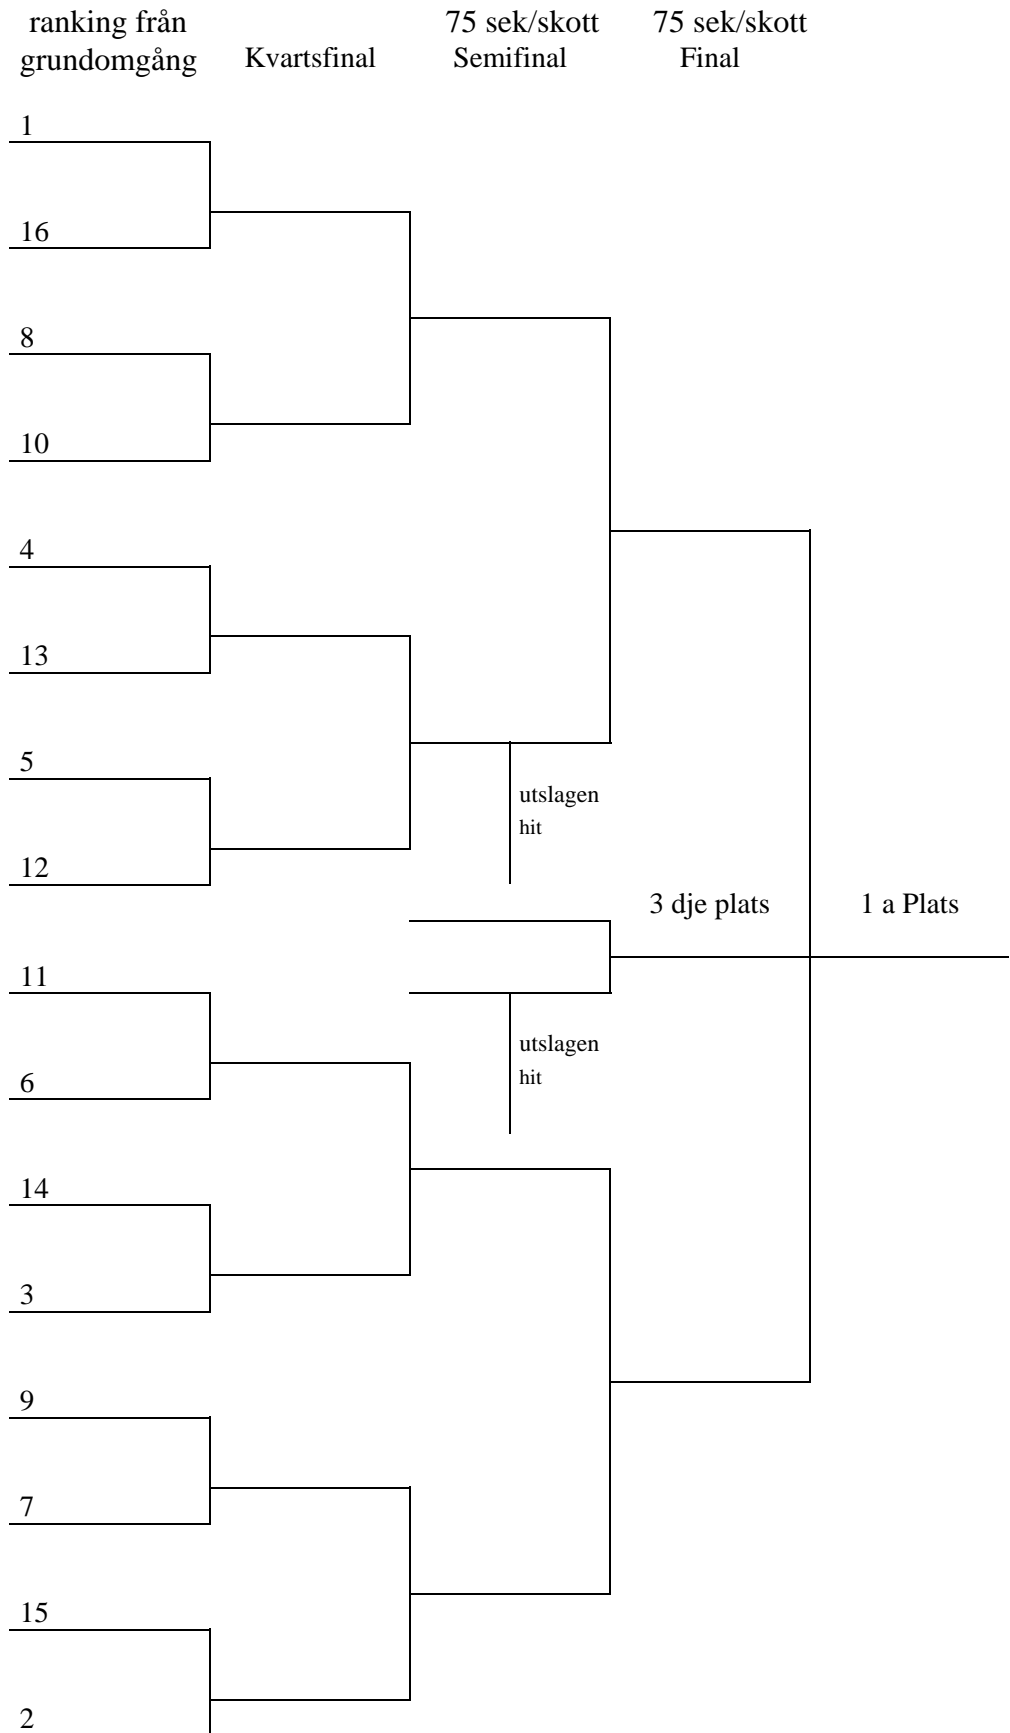 ranking från
grundomgång
Kvartsfinal
75 sek/skott
Semifinal
75 sek/skott
Final
1
16
8
10
4
13
5
12
utslagen
hit
3 dje plats
1 a Plats
11
6
utslagen
hit
14
3
9
7
15
2